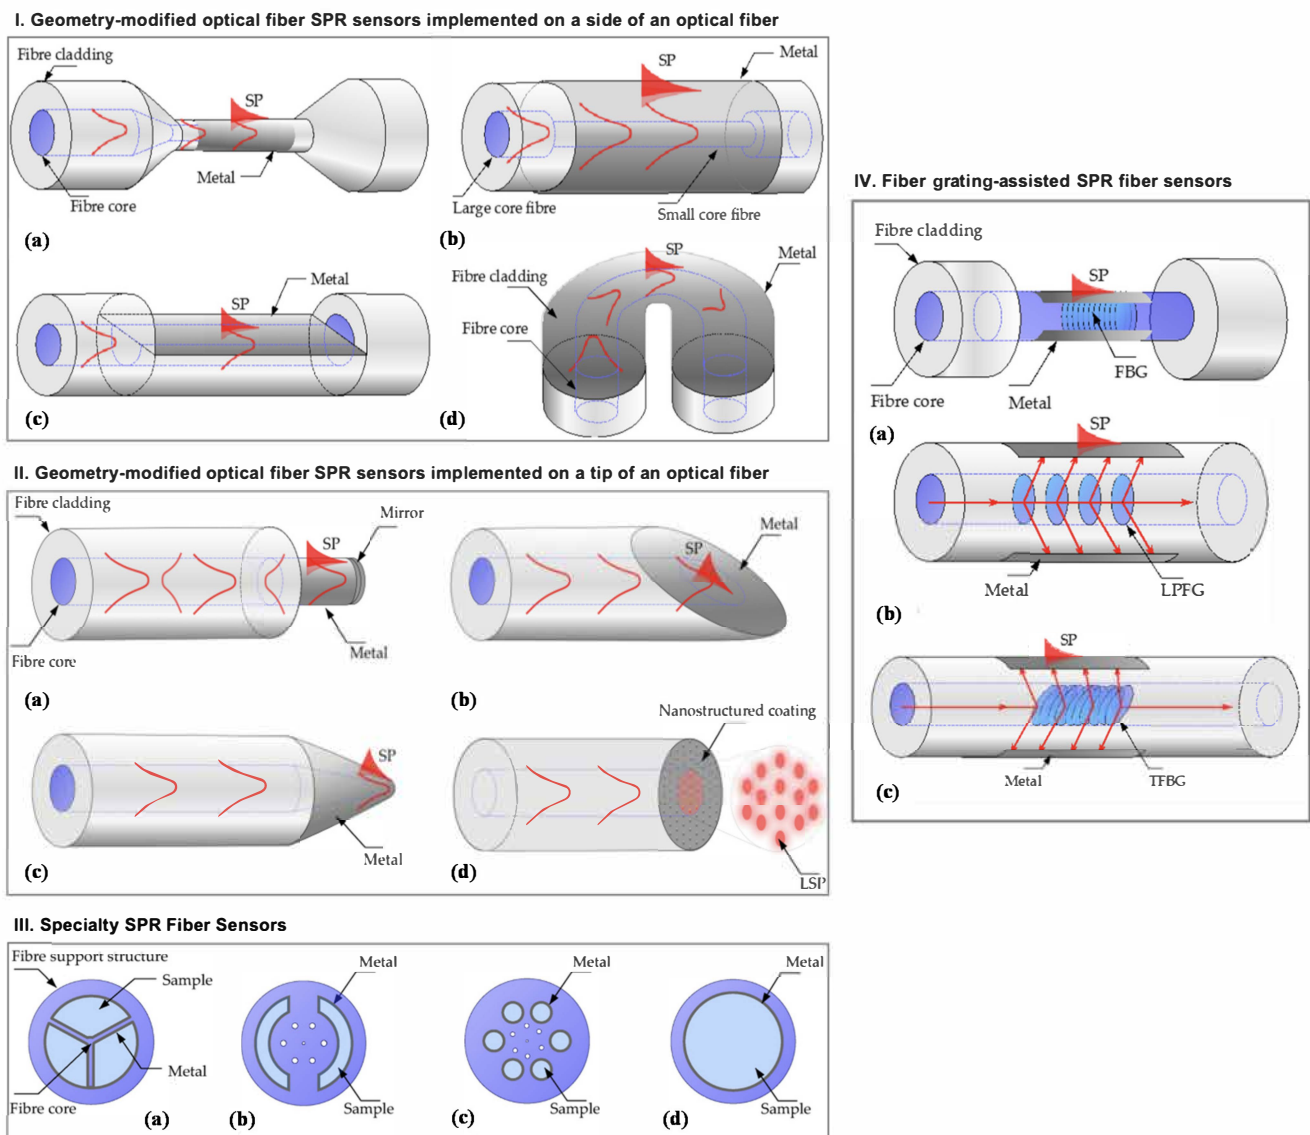 I. Geometry-modified optical fiber SPR sensors implemented on a side of an optical fiber
Fibre cladding
SP
Metal
Fibre core
(a)
SP
Metal
Large core fibre
Small core fibre
(b)
Metal
SP
(c)
SP
Metal
Fibre cladding
Fibre core
(d)
II. Geometry-modified optical fiber SPR sensors implemented on a tip of an optical fiber
Fibre cladding
Mirror
SP
Metal
Fibre core
(a)
Metal
SP
(b)
SP
Metal
(c)
Nanostructured coating
LSP
(d)
III. Specialty SPR Fiber Sensors
Fibre support structure
Sample
Metal
Fibre core
(a)
Metal
Sample
(b)
Metal
Sample
(c)
Metal
Sample
(d)
IV. Fiber grating-assisted SPR fiber sensors
Fibre cladding
SP
FBG
Fibre core
Metal
(a)
SP
Metal
LPFG
(b)
SP
Metal
TFBG
(c)